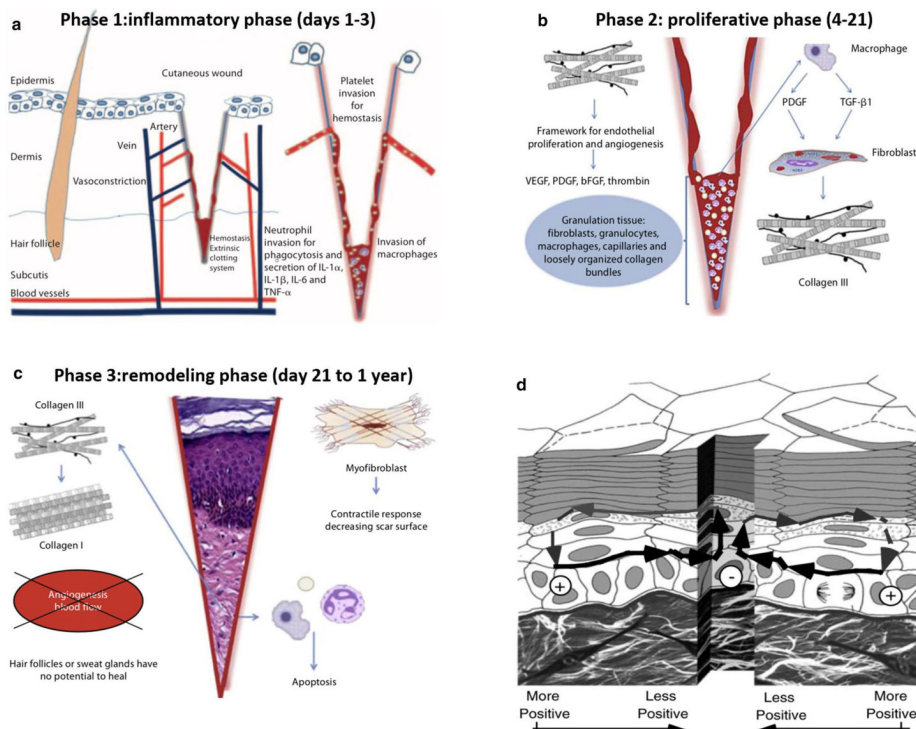 a
Phase 1:inflammatory phase (days 1-3)
Epidermis
Cutaneous wound
Platelet
invasion
for
hemostasis
Artery
Vein
Dermis
Vasoconstriction
Hair follicle
Hemostasis
Extrinsic
clotting
system
Neutrophil
invasion for
phagocytosis and
secretion of IL-1α,
IL-1β, IL-6 and
TNF-α
Invasion of
macrophages
Subcutis
Blood vessels
b
Phase 2: proliferative phase (4-21)
Macrophage
PDGF
TGF-β1
Framework for endothelial
proliferation and angiogenesis
Fibroblast
VEGF, PDGF, bFGF, thrombin
Granulation tissue:
fibroblasts, granulocytes,
macrophages, capillaries and
loosely organized collagen
bundles
Collagen III
c
Phase 3:remodeling phase (day 21 to 1 year)
Collagen III
Collagen I
Myofibroblast
Contractile response
decreasing scar surface
Angiogenesis
blood flow
Hair follicles or sweat glands have
no potential to heal
Apoptosis
d
+
-
+
More
Positive
Less
Positive
Less
Positive
More
Positive